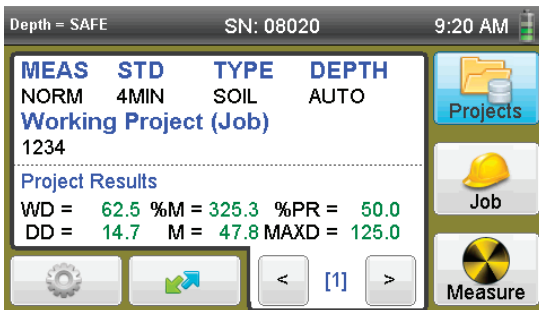 Depth = SAFE SN: 08020 9:20 AM
MEAS STD TYPE DEPTH
NORM 4MIN SOIL AUTO
Working Project (Job)
1234
Project Results
WD = 62.5 %M = 325.3 %PR = 50.0
DD = 14.7 M = 47.8 MAXD = 125.0
< [1] >
Projects
Job
Measure